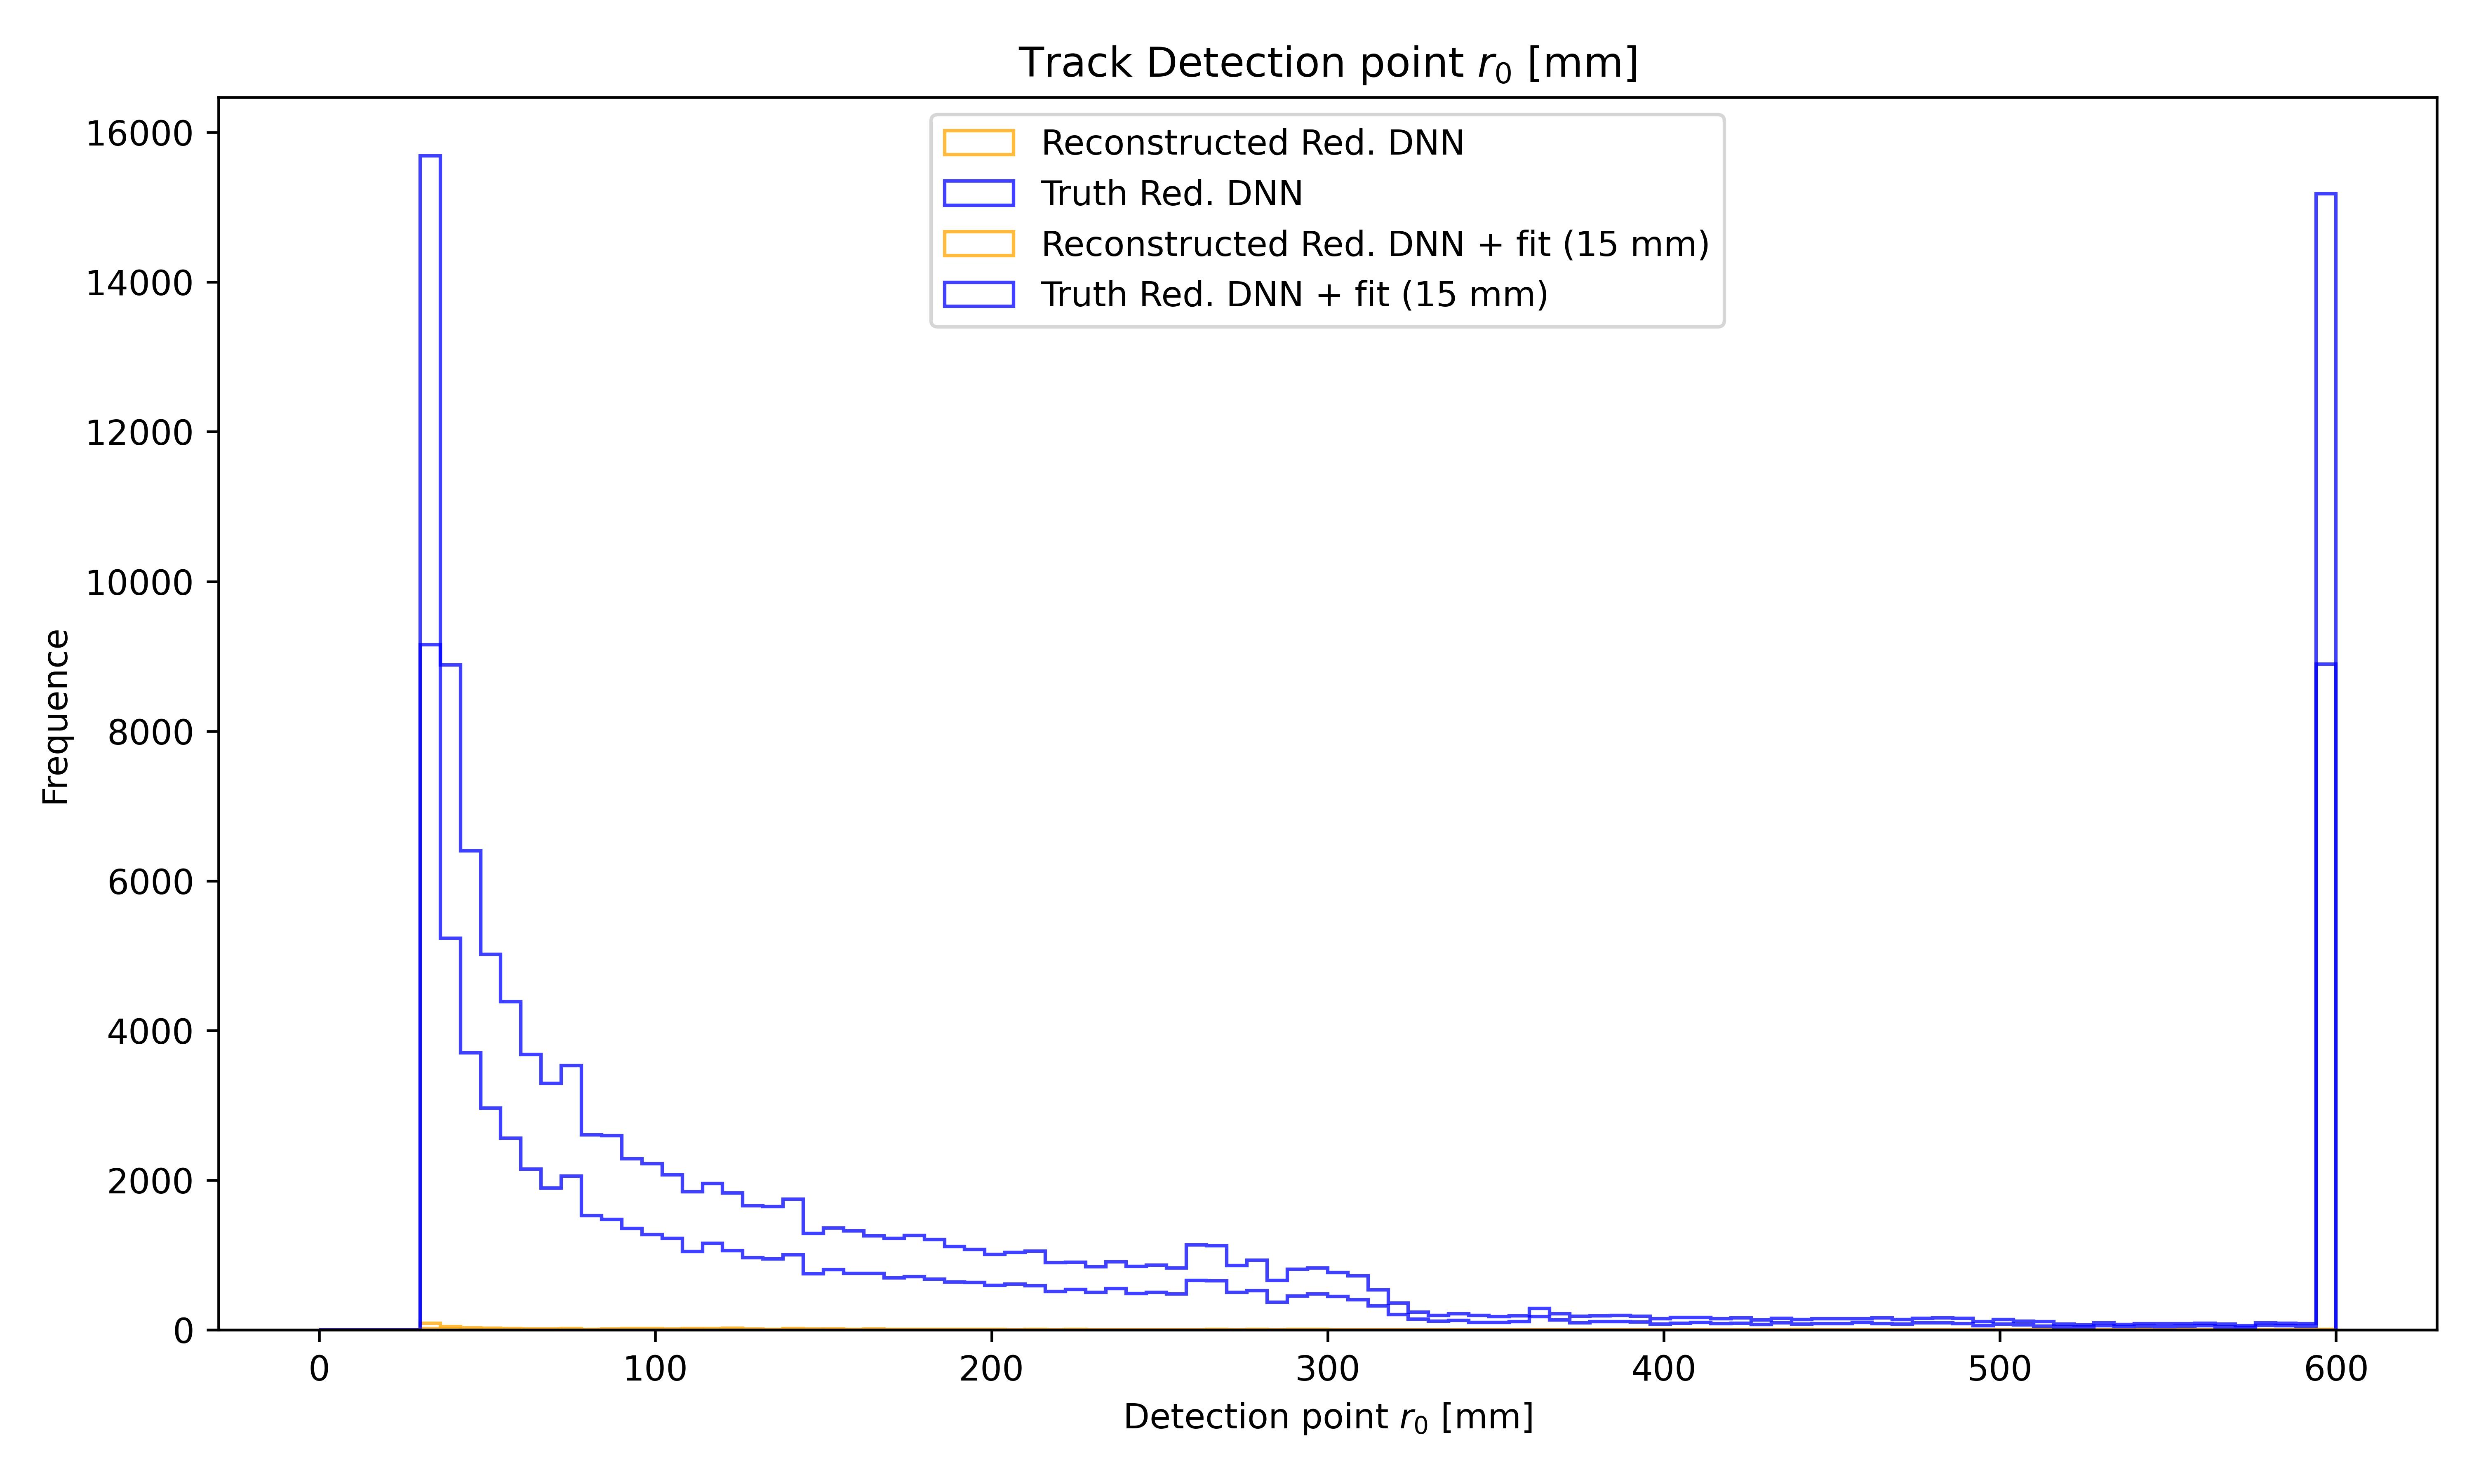 Track Detection point r₀ [mm]
Reconstructed Red. DNN
Truth Red. DNN
Reconstructed Red. DNN + fit (15 mm)
Truth Red. DNN + fit (15 mm)
16000
14000
12000
10000
8000
6000
4000
2000
0
Frequence
0 100 200 300 400 500 600
Detection point r₀ [mm]